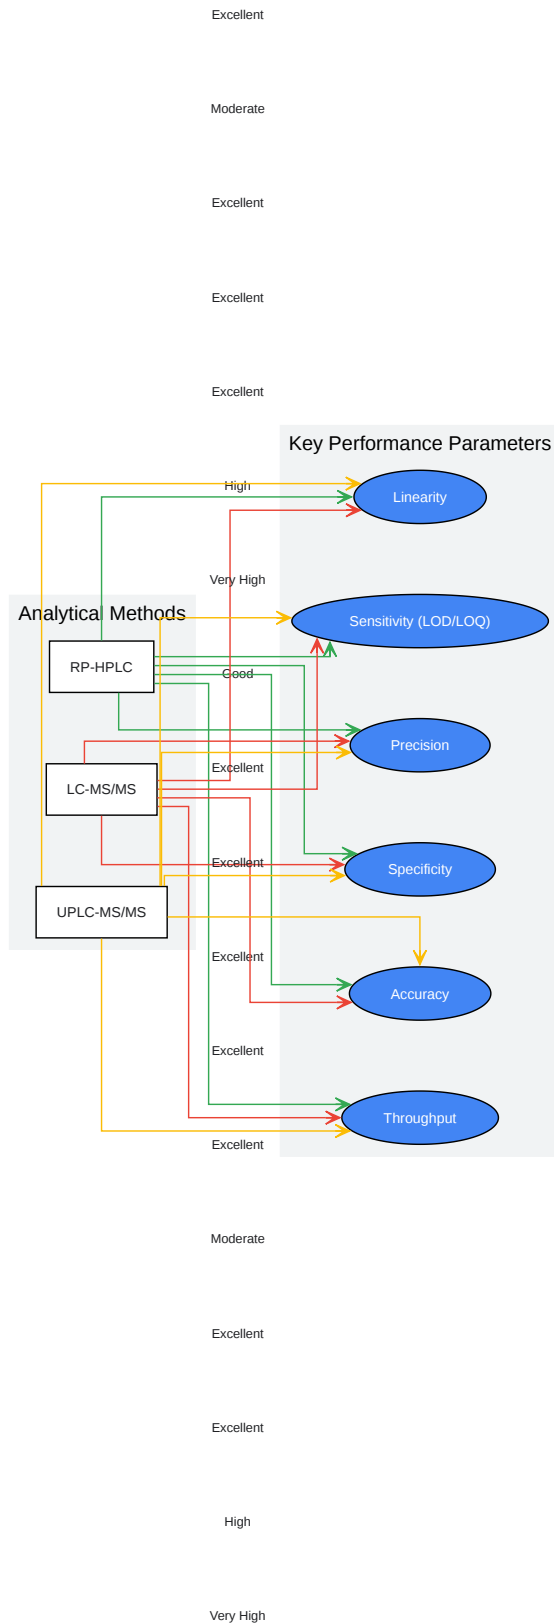 Excellent
Moderate
Excellent
Excellent
Excellent
Key Performance Parameters
High
Linearity
Very High
Analytical Methods
Sensitivity (LOD/LOQ)
RP-HPLC
Good
Precision
Excellent
LC-MS/MS
Excellent
Specificity
UPLC-MS/MS
Excellent
Accuracy
Excellent
Throughput
Excellent
Moderate
Excellent
Excellent
High
Very High